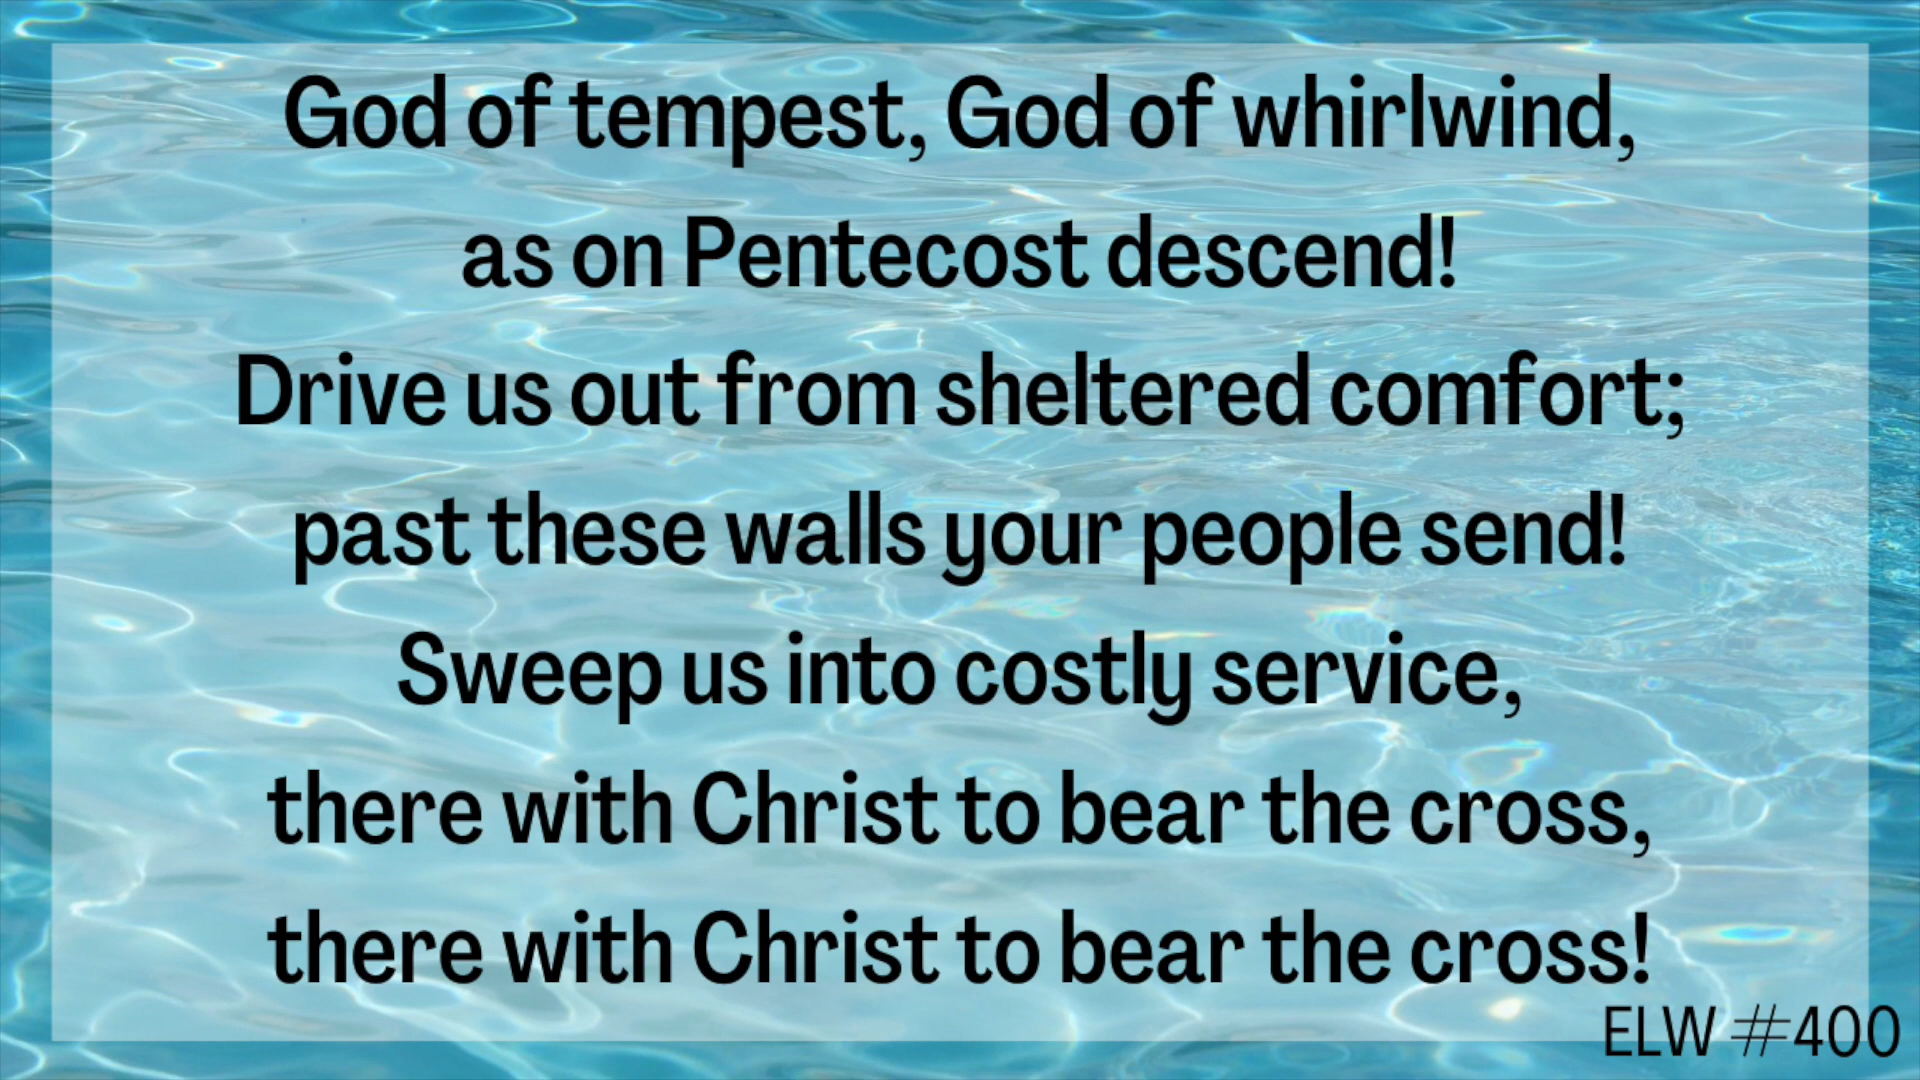 God of tempest, God of whirlwind,
as on Pentecost descend!
Drive us out from sheltered comfort;
past these walls your people send!
Sweep us into costly service,
there with Christ to bear the cross,
there with Christ to bear the cross!
ELW #400